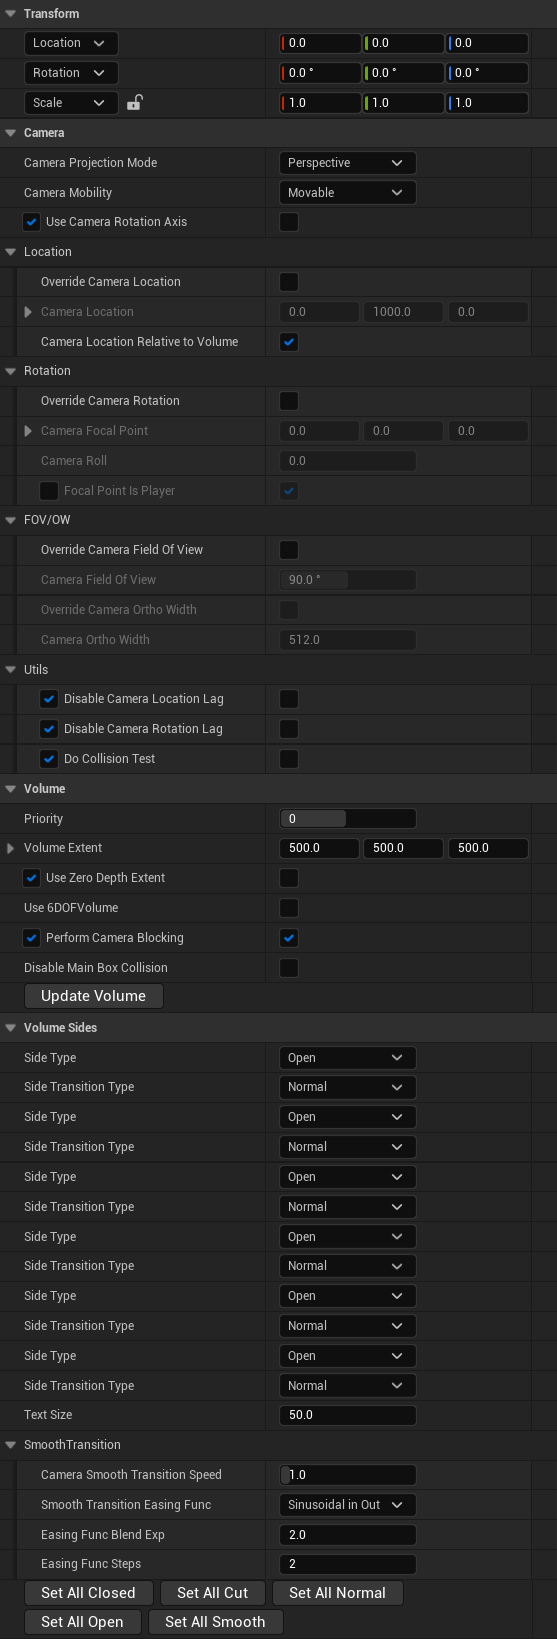 Transform
Location 0.0 0.0 0.0
Rotation 0.0 ° 0.0 ° 0.0 °
Scale 1.0 1.0 1.0
Camera
Camera Projection Mode Perspective
Camera Mobility Movable
Use Camera Rotation Axis
Location
Override Camera Location
Camera Location 0.0 1000.0 0.0
Camera Location Relative to Volume
Rotation
Override Camera Rotation
Camera Focal Point 0.0 0.0 0.0
Camera Roll 0.0
Focal Point Is Player
FOV/OW
Override Camera Field Of View
Camera Field Of View 90.0 °
Override Camera Ortho Width
Camera Ortho Width 512.0
Utils
Disable Camera Location Lag
Disable Camera Rotation Lag
Do Collision Test
Volume
Priority 0
Volume Extent 500.0 500.0 500.0
Use Zero Depth Extent
Use 6DOFVolume
Perform Camera Blocking
Disable Main Box Collision
Update Volume
Volume Sides
Side Type Open
Side Transition Type Normal
Side Type Open
Side Transition Type Normal
Side Type Open
Side Transition Type Normal
Side Type Open
Side Transition Type Normal
Side Type Open
Side Transition Type Normal
Side Type Open
Side Transition Type Normal
Text Size 50.0
SmoothTransition
Camera Smooth Transition Speed 1.0
Smooth Transition Easing Func Sinusoidal in Out
Easing Func Blend Exp 2.0
Easing Func Steps 2
Set All Closed Set All Cut Set All Normal
Set All Open Set All Smooth